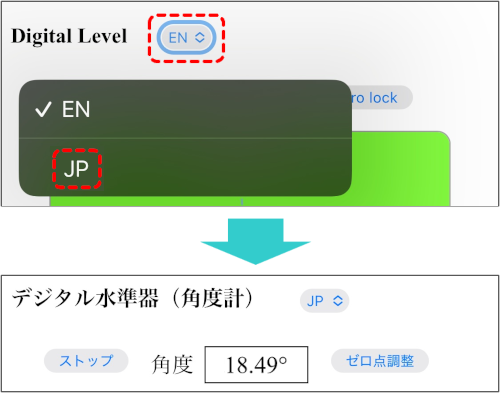 Digital Level EN
ro lock
EN
JP
デジタル水準器（角度計） JP
ストップ 角度 18.49° ゼロ点調整